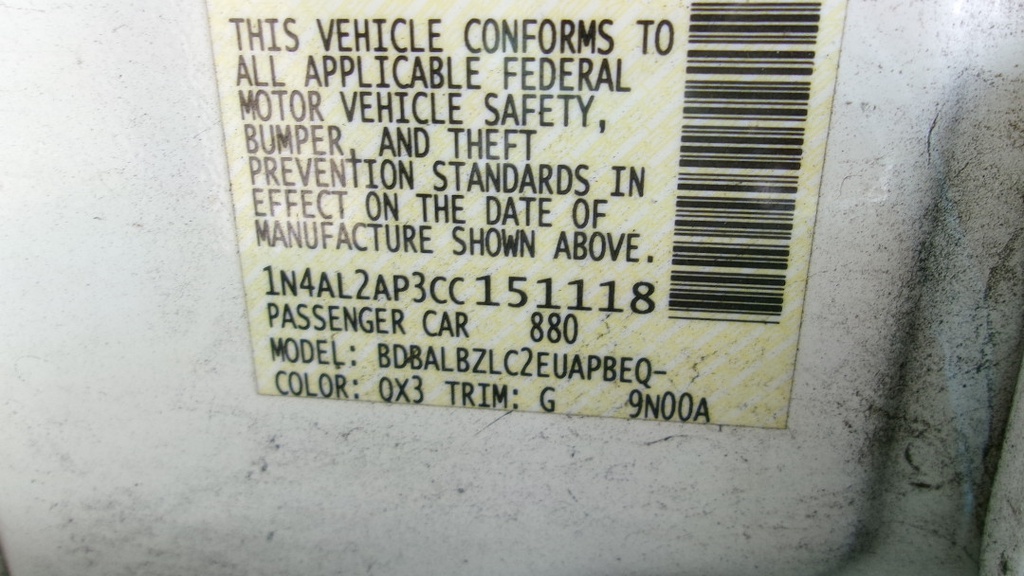 THIS VEHICLE CONFORMS TO
ALL APPLICABLE FEDERAL
MOTOR VEHICLE SAFETY,
BUMPER, AND THEFT
PREVENTION STANDARDS IN
EFFECT ON THE DATE OF
MANUFACTURE SHOWN ABOVE.
1N4AL2AP3CC151118
PASSENGER CAR 880
MODEL: BDBALBZLC2EUAPBEQ-
COLOR: QX3 TRIM: G 9N00A